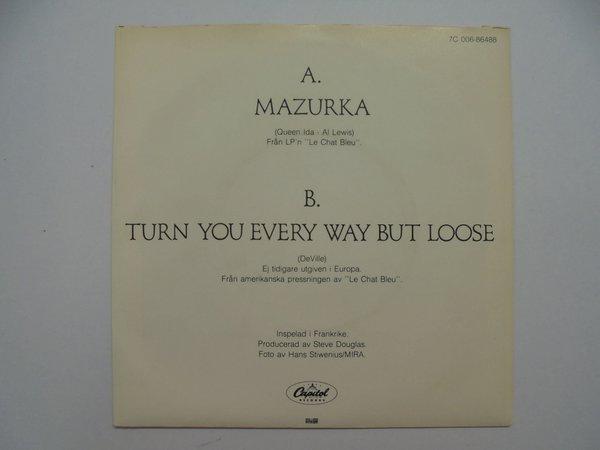 7C 006-86488
A.
MAZURKA
(Queen Ida - Al Lewis)
Från LP'n "Le Chat Bleu".
B.
TURN YOU EVERY WAY BUT LOOSE
(DeVille)
Ej tidigare utgiven i Europa.
Från amerikanska pressningen av "Le Chat Bleu".
Inspelad i Frankrike.
Producerad av Steve Douglas.
Foto av Hans Stiwenius/MIRA.
Capitol
RECORDS